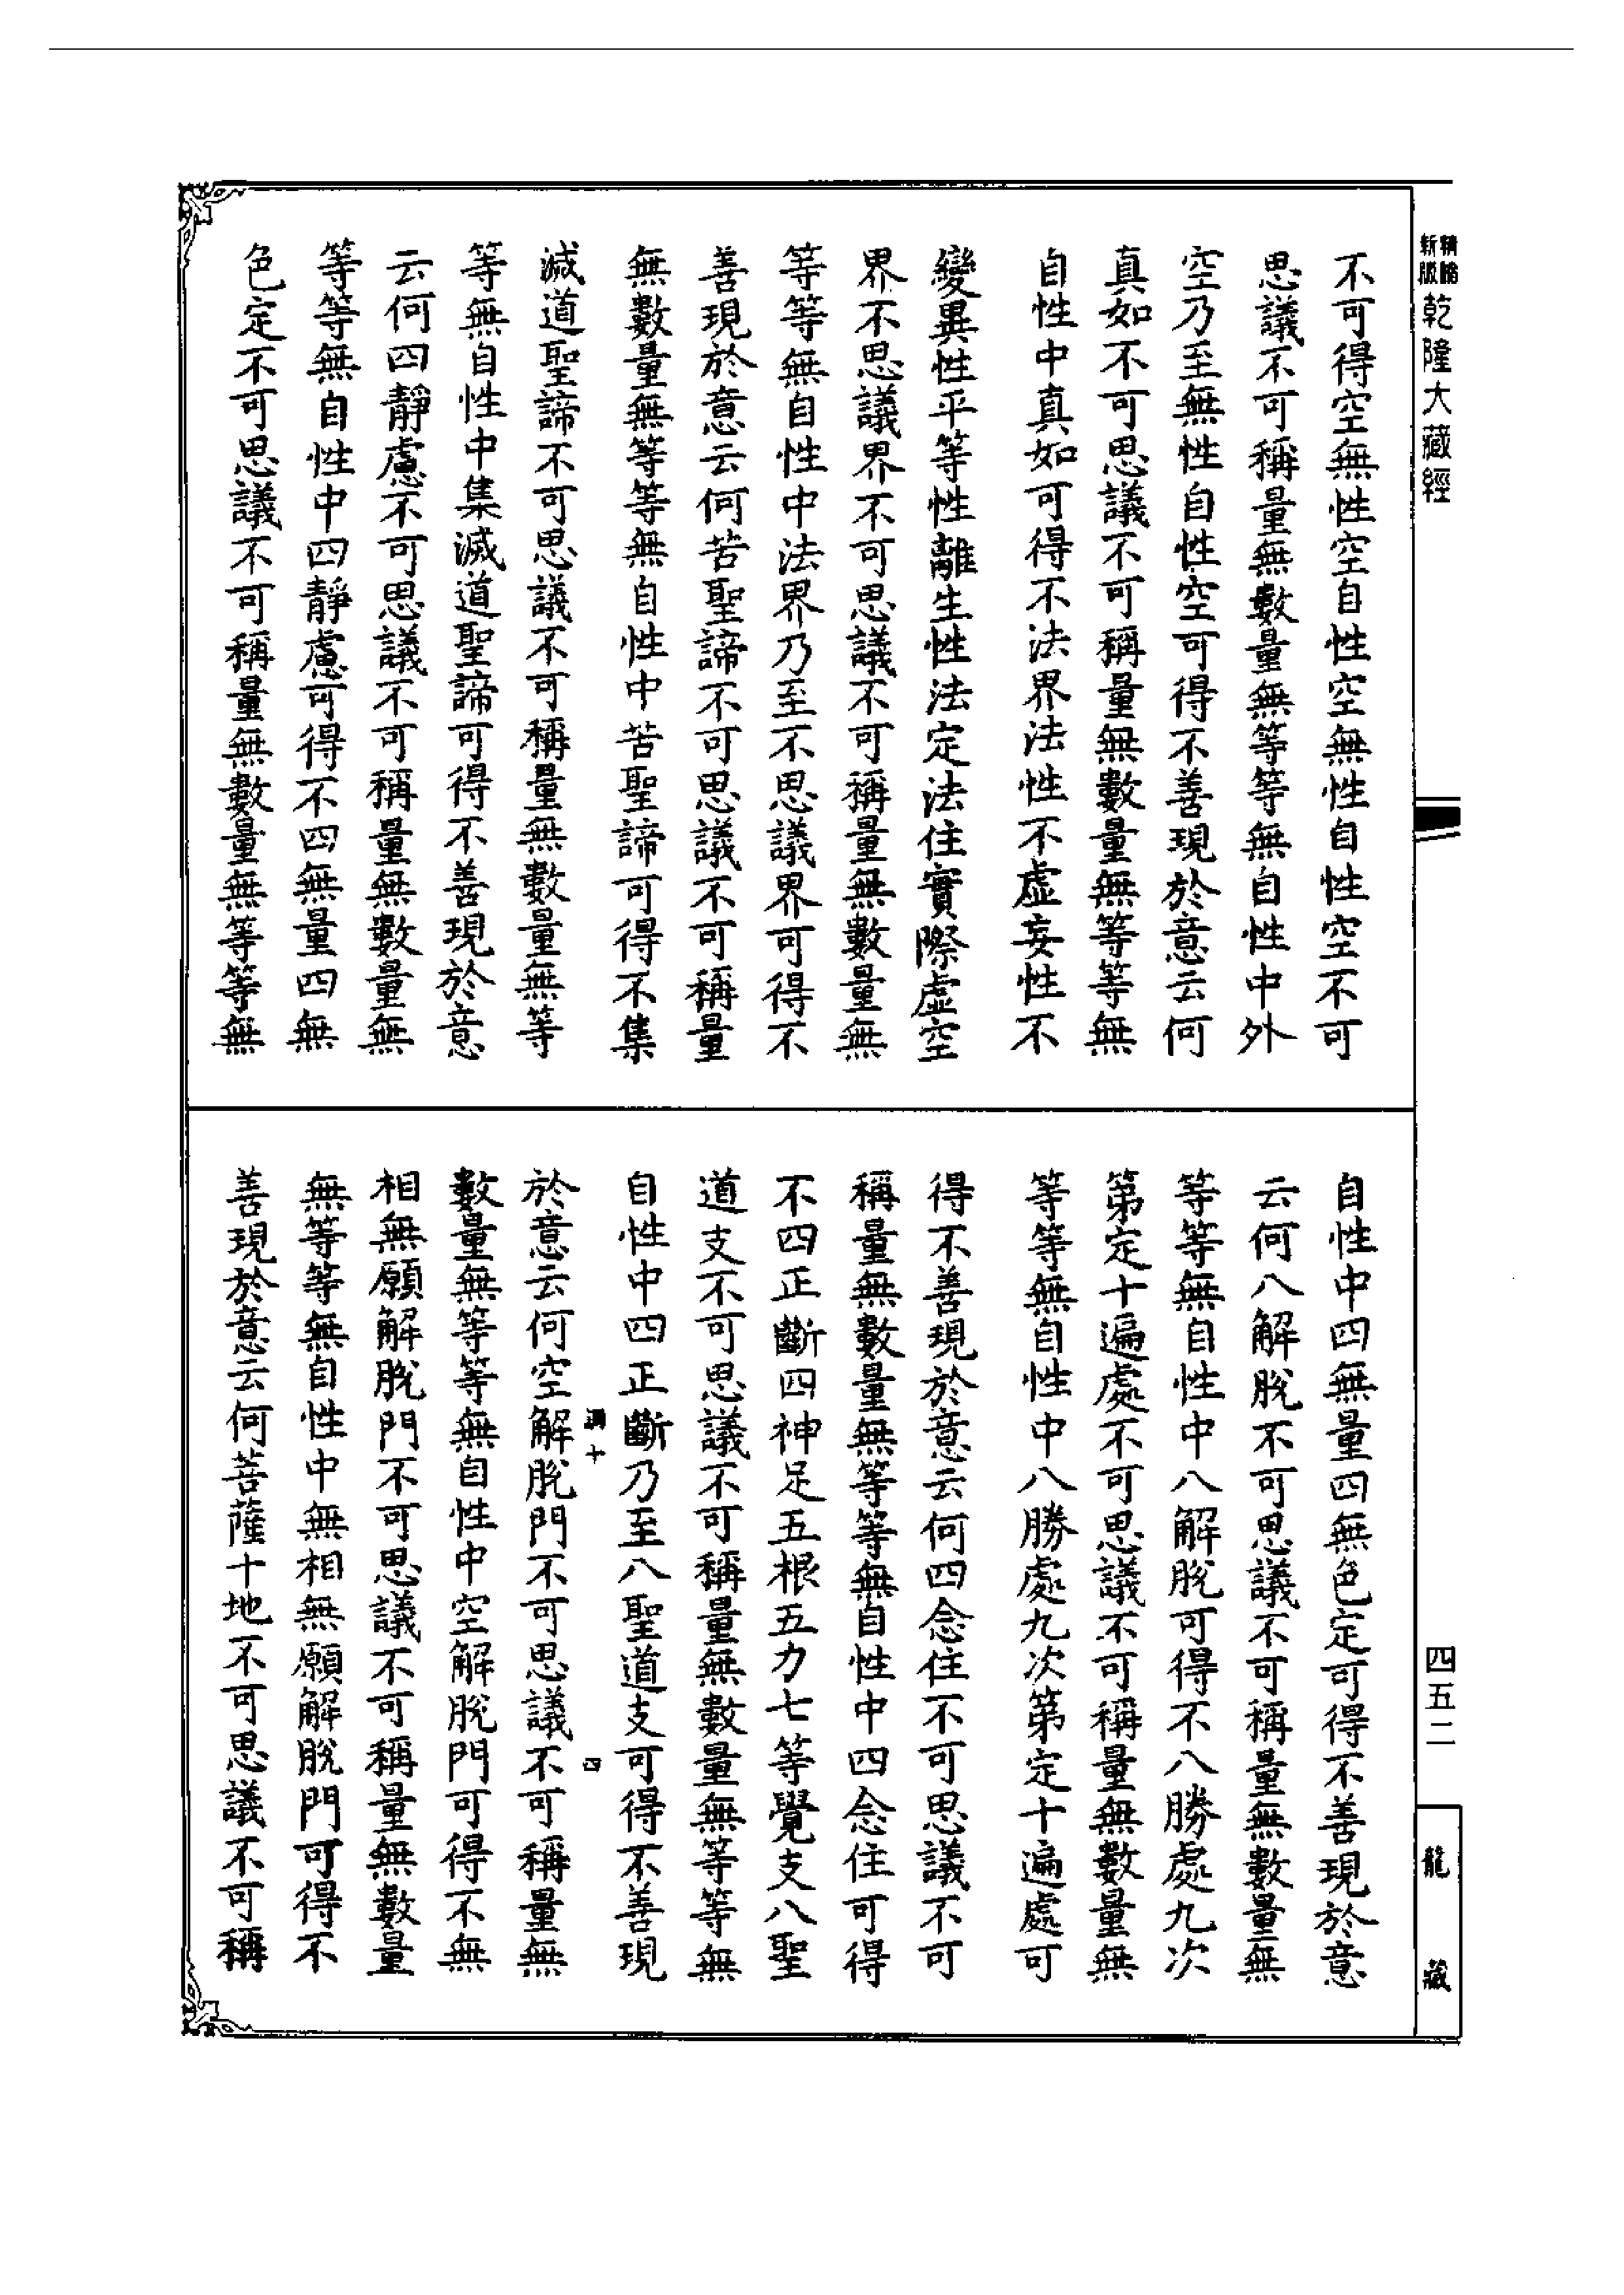 新版精縮
乾隆大藏經
不可得空無性空自性空無性自性空不可
思議不可稱量無數量無等等無自性中外
空乃至無性自性空可得不善現於意云何
真如不可思議不可稱量無數量無等等無
自性中真如可得不法界法性不虛妄性不
變異性平等性離生性法定法住實際虛空
界不思議界不可思議不可稱量無數量無
等等無自性中法界乃至不思議界可得不
善現於意云何苦聖諦不可思議不可稱量
無數量無等等無自性中苦聖諦可得不集
滅道聖諦不可思議不可稱量無數量無等
等無自性中集滅道聖諦可得不善現於意
云何四靜慮不可思議不可稱量無數量無
等等無自性中四靜慮可得不四無量四無
色定不可思議不可稱量無數量無等等無
自性中四無量四無色定可得不善現於意
云何八解脫不可思議不可稱量無數量無
等等無自性中八解脫可得不八勝處九次
第定十遍處不可思議不可稱量無數量無
等等無自性中八勝處九次第定十遍處可
得不善現於意云何四念住不可思議不可
稱量無數量無等等無自性中四念住可得
不四正斷四神足五根五力七等覺支八聖
道支不可思議不可稱量無數量無等等無
自性中四正斷乃至八聖道支可得不善現
於意云何空解脫門不可思議不可稱量無
數量無等等無自性中空解脫門可得不無
相無願解脫門不可思議不可稱量無數量
無等等無自性中無相無願解脫門可得不
善現於意云何菩薩十地不可思議不可稱
四五二
龍藏